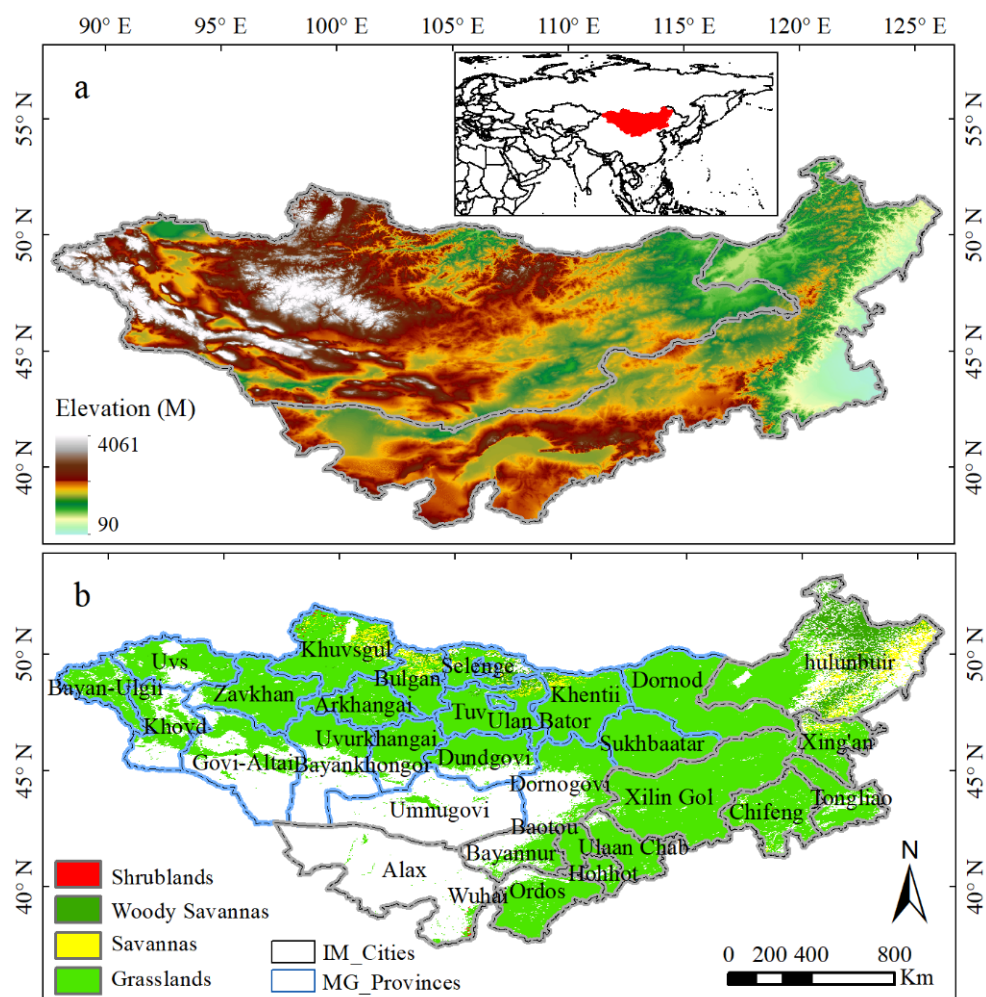 90° E 95° E 100° E 105° E 110° E 115° E 120° E 125° E
a
55° N
55° N
50° N
50° N
45° N
45° N
40° N
40° N
Elevation (M)
4061
90
b
50° N
50° N
45° N
45° N
40° N
40° N
Khuvsgul
Uvs
Selenge
hulunbuir
Bayan-Ulgii
Zavkhan
Bulgan
Khentii
Dornod
Arkhangai
Tuv
Ulan Bator
Khovd
Uvurkhangai
Sukhbaatar
Xing'an
Govi-Altai
Bayankhongor
Dundgovi
Dornogovi
Xilin Gol
Chifeng
Tongliao
Umnugovi
Baotou
Bayannur
Ulaan Chab
Alax
Hohhot
Wuhai
Ordos
N
Shrublands
Woody Savannas
Savannas
Grasslands
IM_Cities
MG_Provinces
0 200 400 800
Km